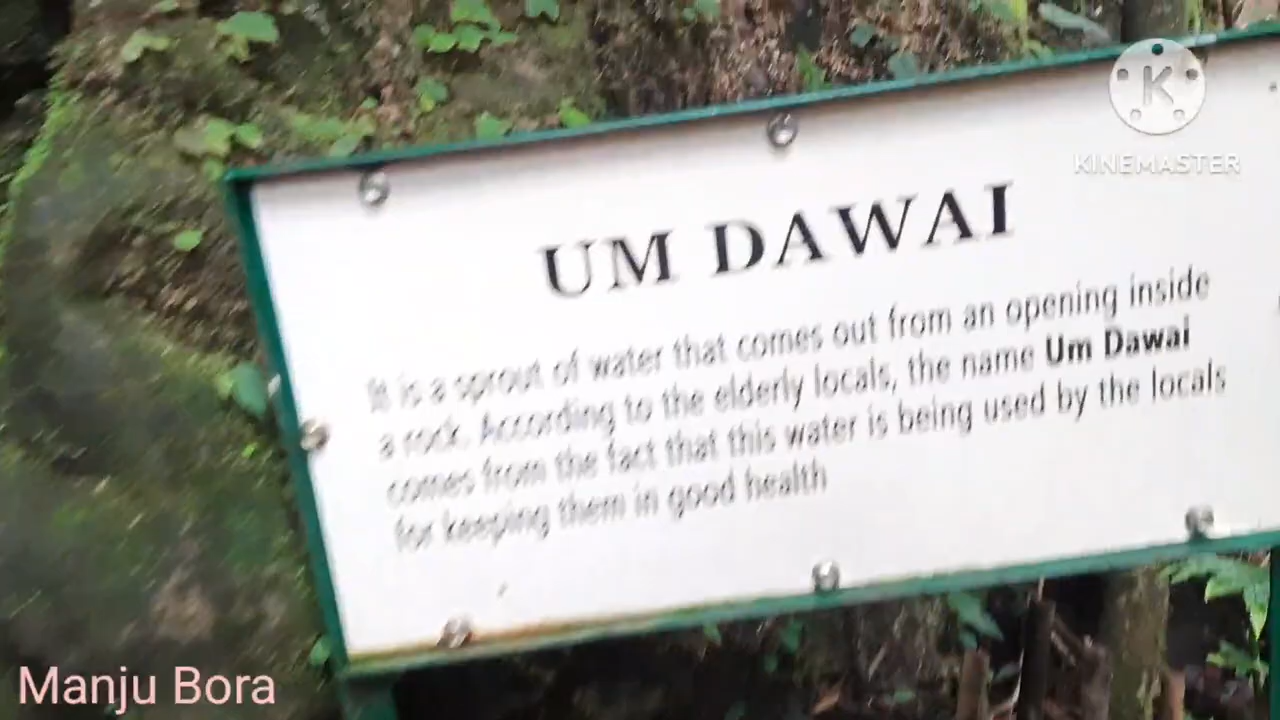 K
KINEMASTER
UM DAWAI
It is a sprout of water that comes out from an opening inside
a rock. According to the elderly locals, the name Um Dawai
comes from the fact that this water is being used by the locals
for keeping them in good health
Manju Bora